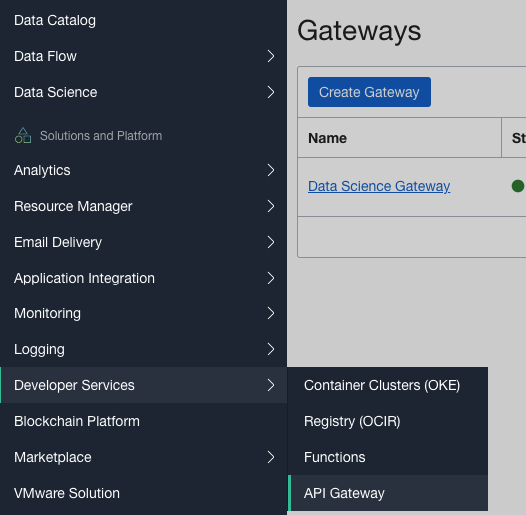 Data Catalog
Data Flow
Data Science
Solutions and Platform
Analytics
Resource Manager
Email Delivery
Application Integration
Monitoring
Logging
Developer Services
Blockchain Platform
Marketplace
VMware Solution
Gateways
Create Gateway
Name St
Data Science Gateway
Container Clusters (OKE)
Registry (OCIR)
Functions
API Gateway